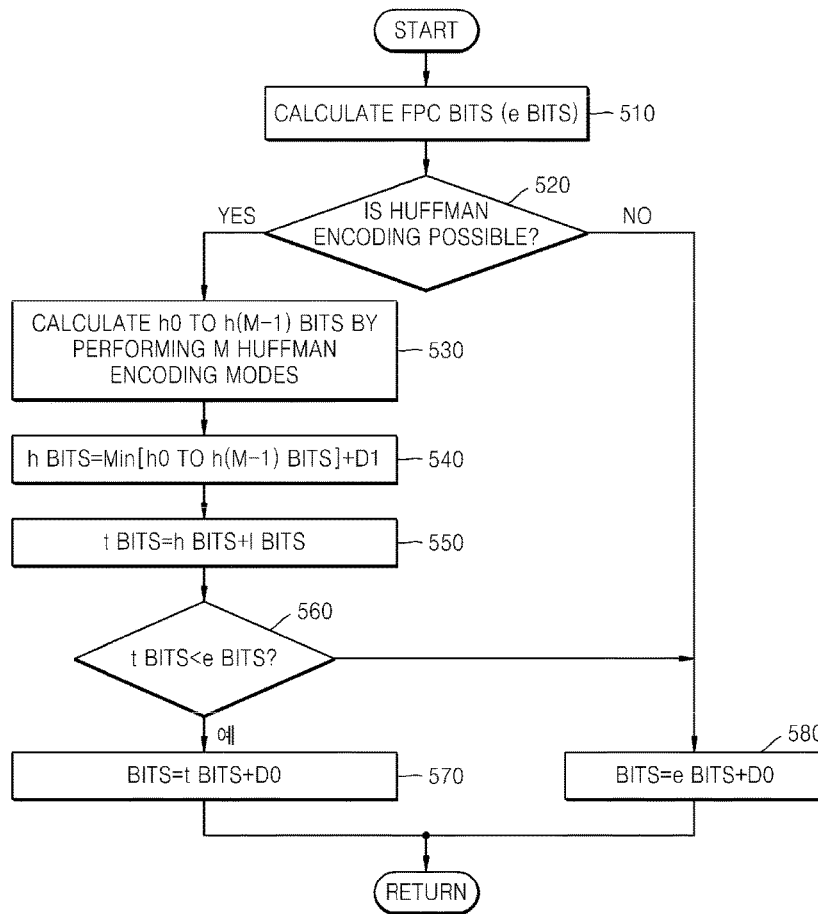 START
CALCULATE FPC BITS (e BITS)
510
520
IS HUFFMAN
ENCODING POSSIBLE?
YES
NO
CALCULATE h0 TO h(M-1) BITS BY
PERFORMING M HUFFMAN
ENCODING MODES
530
h BITS=Min[h0 TO h(M-1) BITS]+D1
540
t BITS=h BITS+l BITS
550
560
t BITS<e BITS?
예
580
BITS=t BITS+D0
570
BITS=e BITS+D0
RETURN